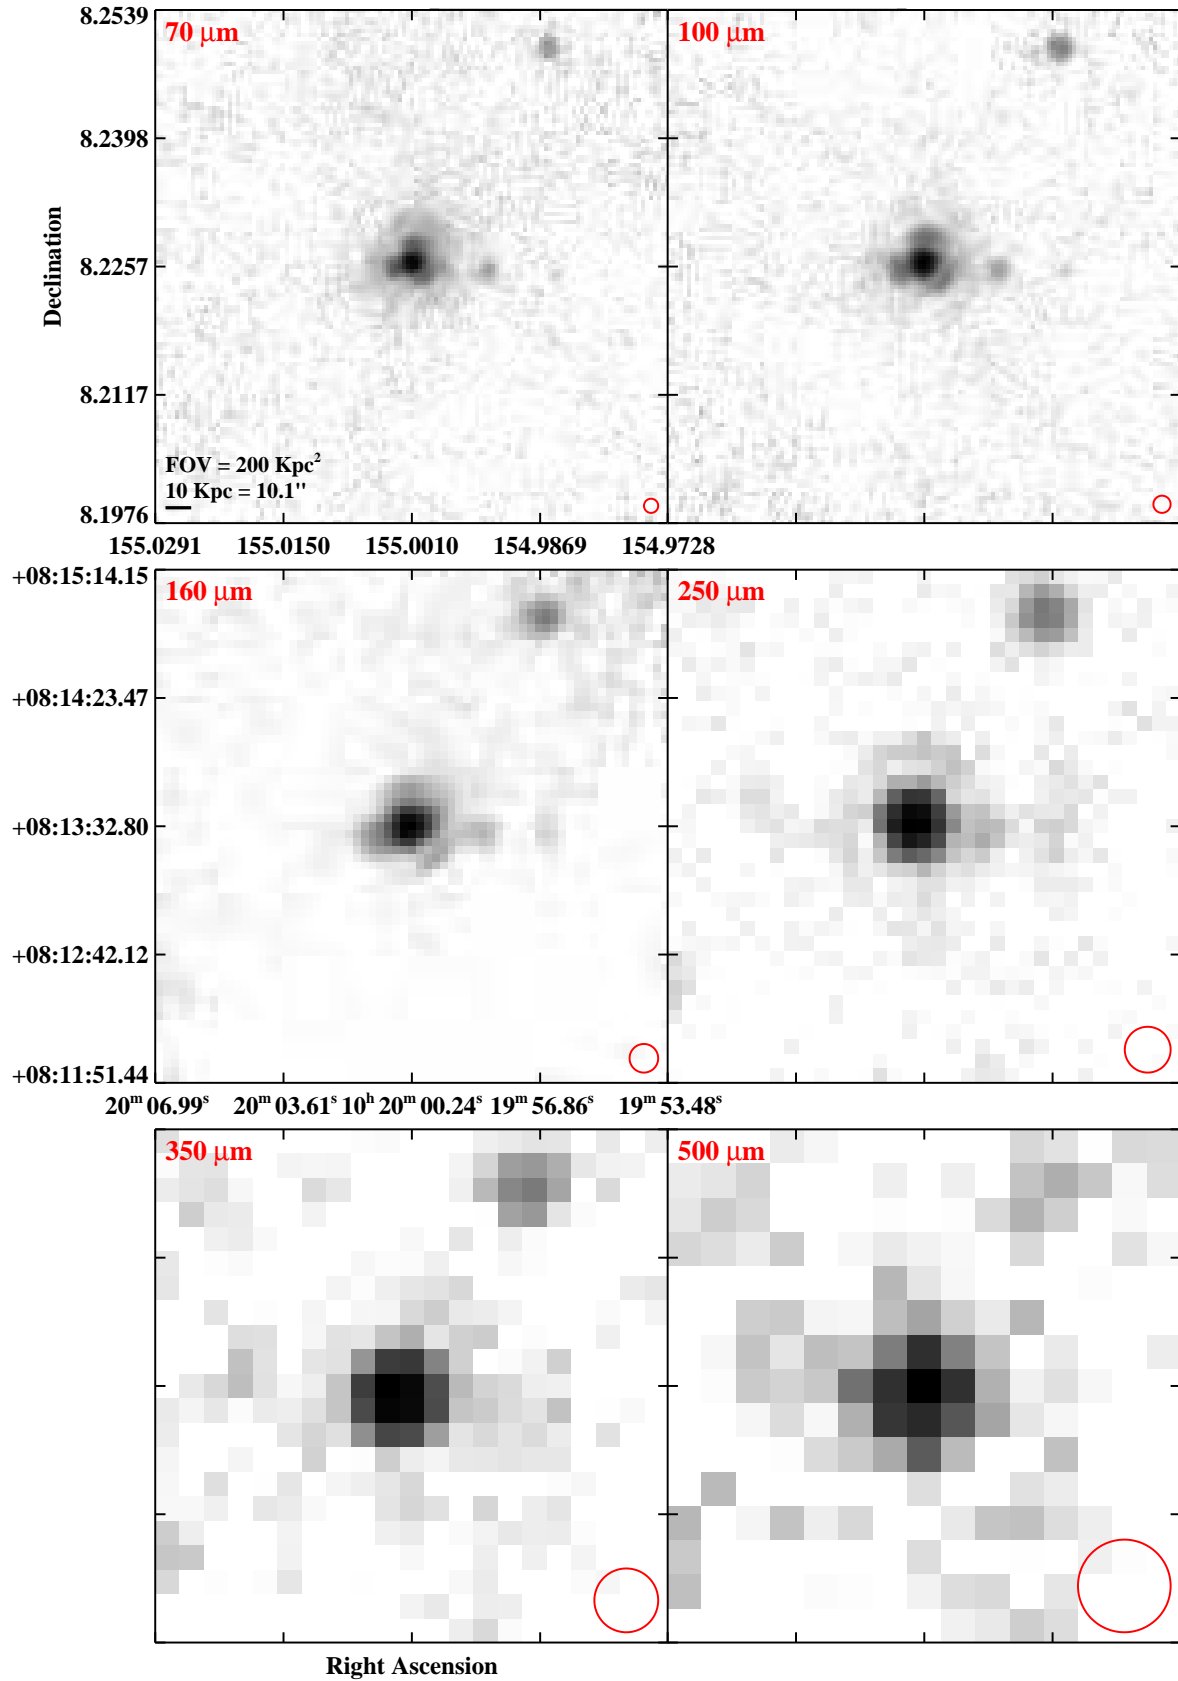 8.2539
70 μm
100 μm
8.2398
8.2257
Declination
8.2117
FOV = 200 Kpc²
10 Kpc = 10.1"
8.1976
155.0291 155.0150 155.0010 154.9869 154.9728
+08:15:14.15
160 μm
250 μm
+08:14:23.47
+08:13:32.80
+08:12:42.12
+08:11:51.44
20ᵐ 06.99ˢ 20ᵐ 03.61ˢ 10ʰ 20ᵐ 00.24ˢ 19ᵐ 56.86ˢ 19ᵐ 53.48ˢ
350 μm
500 μm
Right Ascension